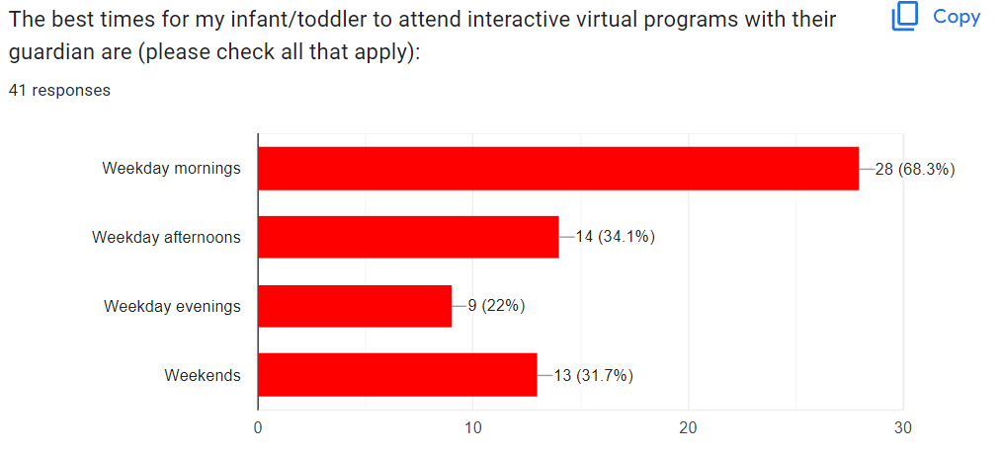 The best times for my infant/toddler to attend interactive virtual programs with their
guardian are (please check all that apply):
Copy
41 responses
Weekday mornings
28 (68.3%)
Weekday afternoons
14 (34.1%)
Weekday evenings
9 (22%)
Weekends
13 (31.7%)
0
10
20
30